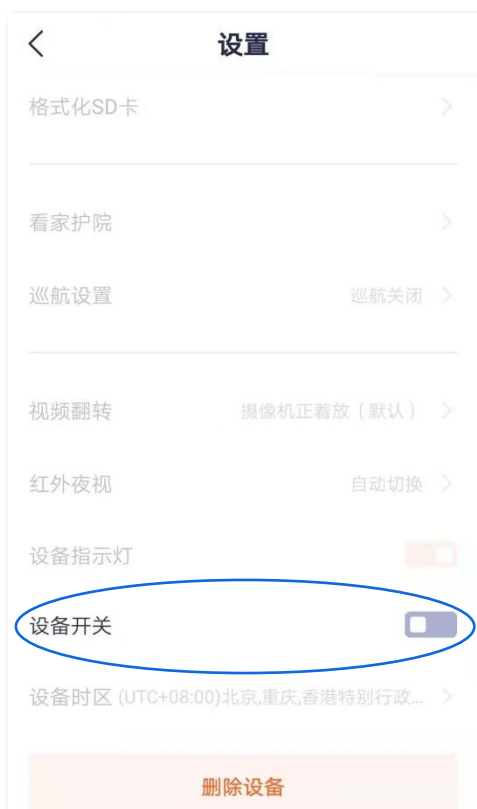 设置
格式化SD卡
看家护院
巡航设置 巡航关闭
视频翻转 摄像机正着放（默认）
红外夜视 自动切换
设备指示灯
设备开关
设备时区 (UTC+08:00)北京,重庆,香港特别行政...
删除设备